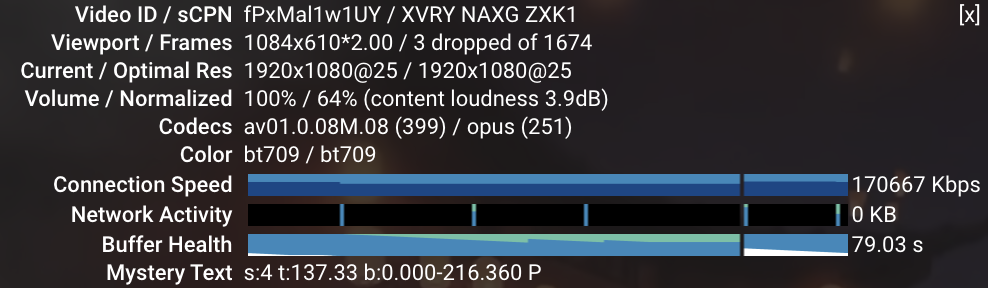 Video ID / sCPN fPxMal1w1UY / XVRY NAXG ZXK1 [x]
Viewport / Frames 1084x610*2.00 / 3 dropped of 1674
Current / Optimal Res 1920x1080@25 / 1920x1080@25
Volume / Normalized 100% / 64% (content loudness 3.9dB)
Codecs av01.0.08M.08 (399) / opus (251)
Color bt709 / bt709
Connection Speed 170667 Kbps
Network Activity 0 KB
Buffer Health 79.03 s
Mystery Text s:4 t:137.33 b:0.000-216.360 P